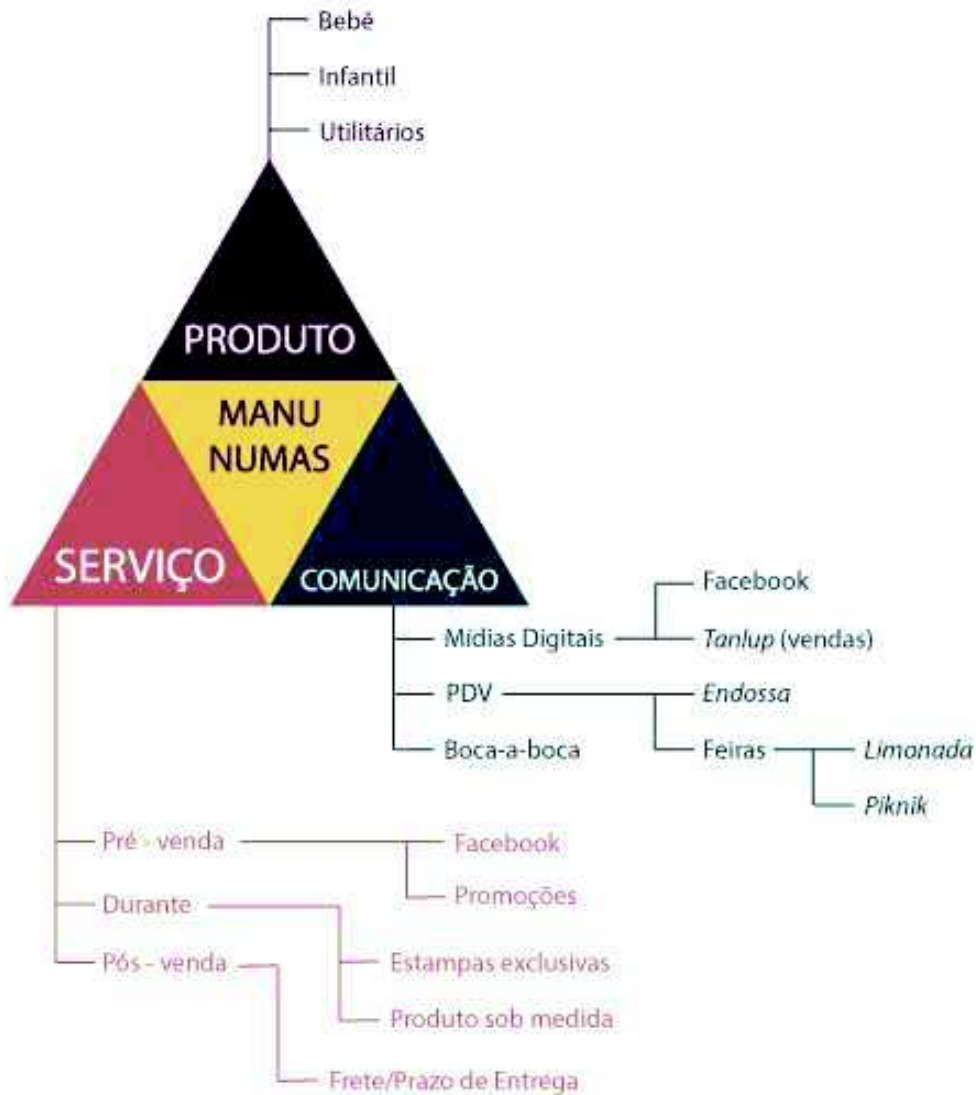 Bebê
Infantil
Utilitários
PRODUTO
MANU
NUMAS
SERVIÇO
COMUNICAÇÃO
Facebook
Mídias Digitais
Tanlup (vendas)
PDV
Endossa
Boca-a-boca
Feiras
Limonada
Piknik
Pré - venda
Facebook
Promoções
Durante
Pós - venda
Estampas exclusivas
Produto sob medida
Frete/Prazo de Entrega